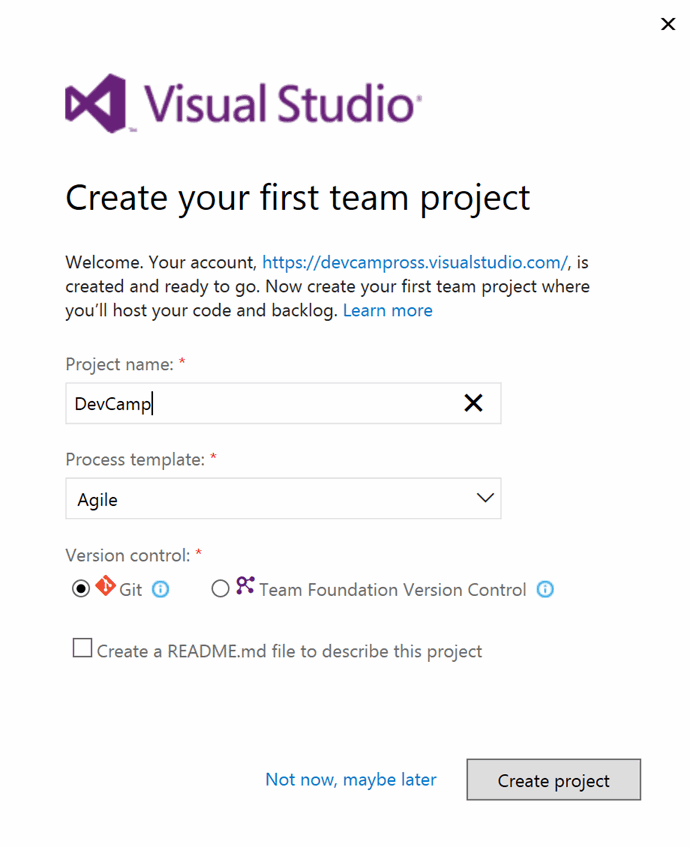 Visual Studio®
Create your first team project
Welcome. Your account, https://devcampross.visualstudio.com/, is
created and ready to go. Now create your first team project where
you'll host your code and backlog. Learn more
Project name: *
DevCamp
Process template: *
Agile
Version control: *
Git Team Foundation Version Control
Create a README.md file to describe this project
Not now, maybe later Create project